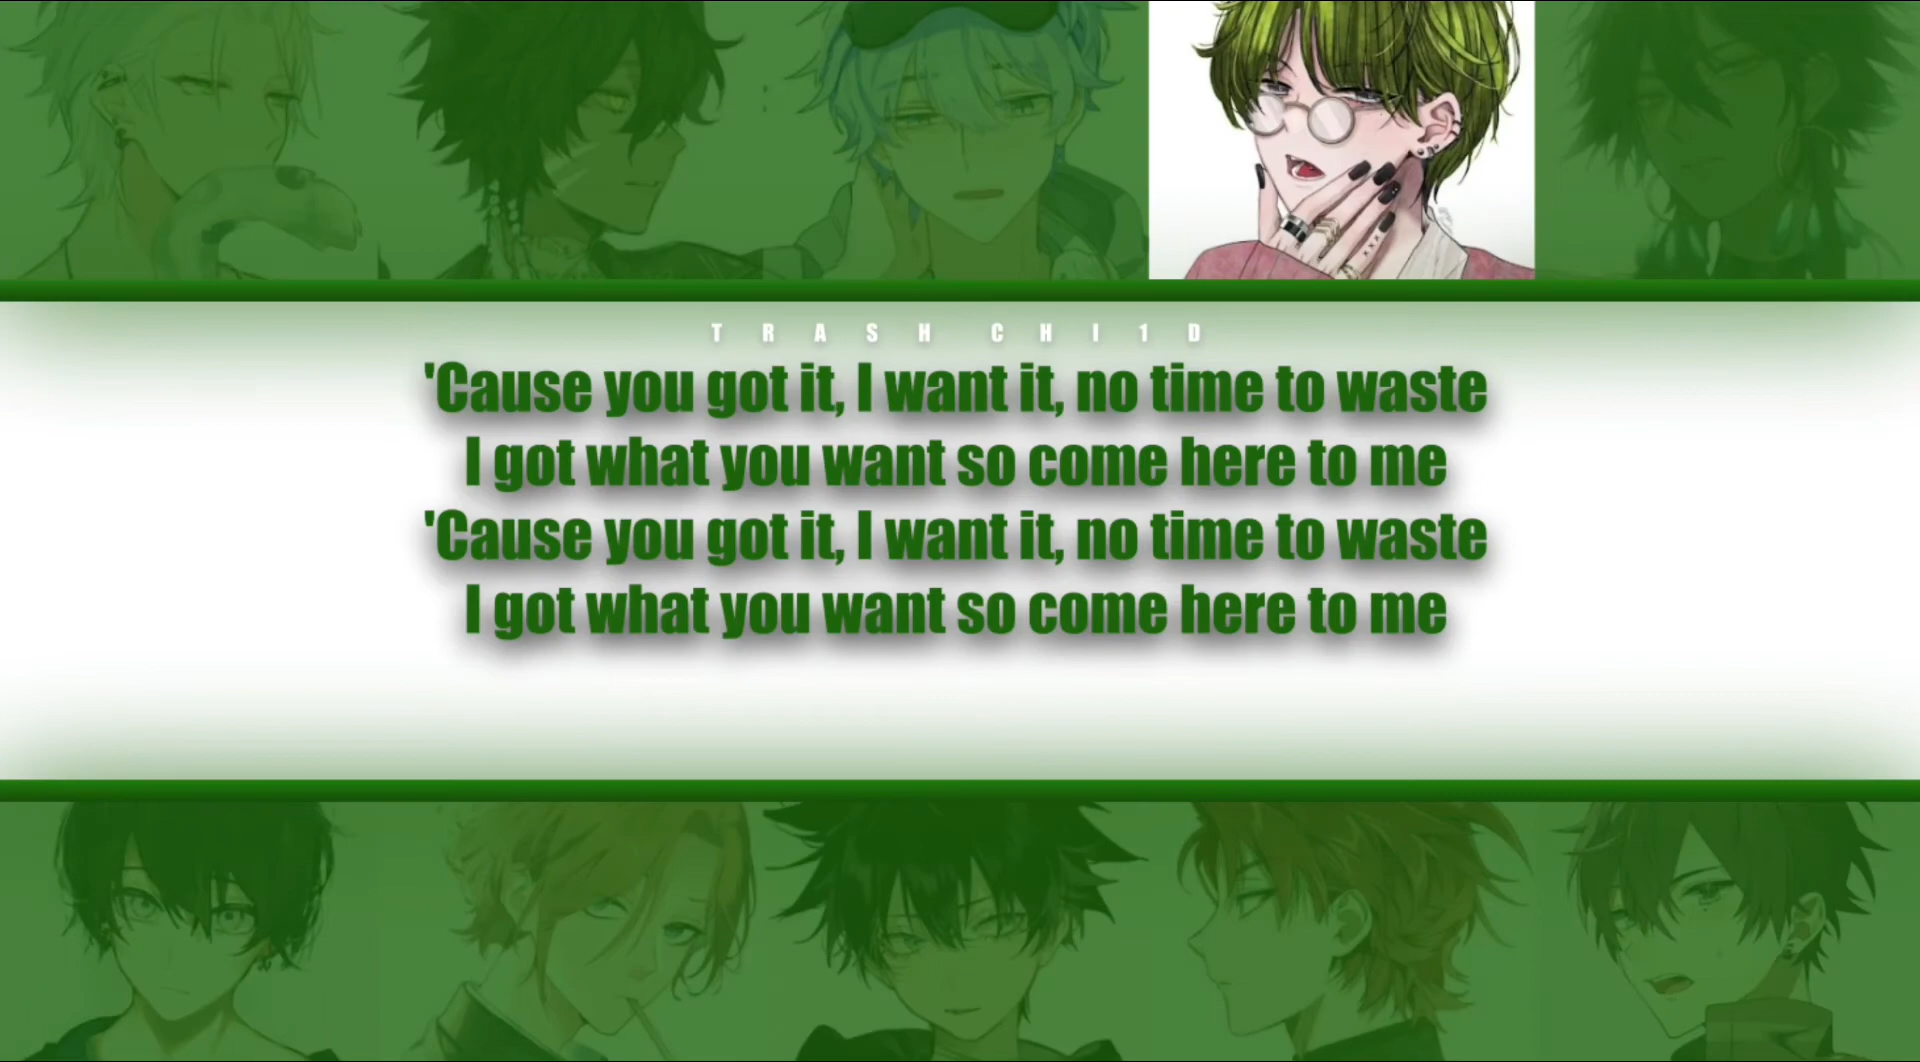 TRASH CHI1D
'Cause you got it, I want it, no time to waste
I got what you want so come here to me
'Cause you got it, I want it, no time to waste
I got what you want so come here to me